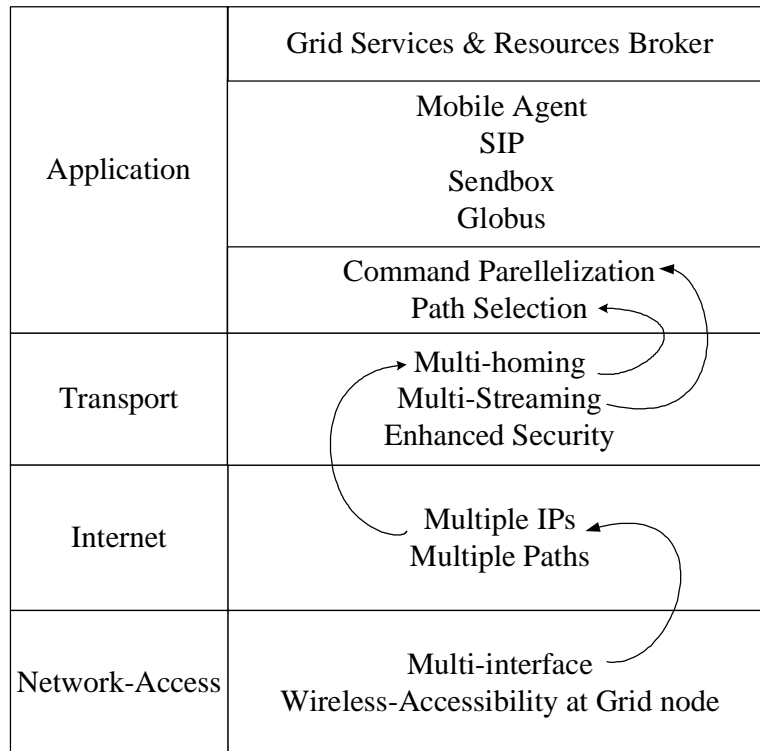 Grid Services & Resources Broker
Application
Mobile Agent
SIP
Sendbox
Globus
Command Parellelization
Path Selection
Transport
Multi-homing
Multi-Streaming
Enhanced Security
Internet
Multiple IPs
Multiple Paths
Network-Access
Multi-interface
Wireless-Accessibility at Grid node